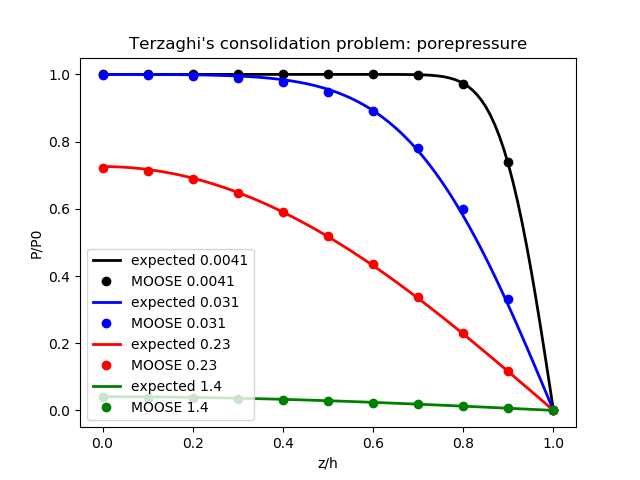 Terzaghi's consolidation problem: porepressure
P/P0
1.0
0.8
0.6
0.4
0.2
0.0
expected 0.0041
MOOSE 0.0041
expected 0.031
MOOSE 0.031
expected 0.23
MOOSE 0.23
expected 1.4
MOOSE 1.4
0.0 0.2 0.4 0.6 0.8 1.0
z/h